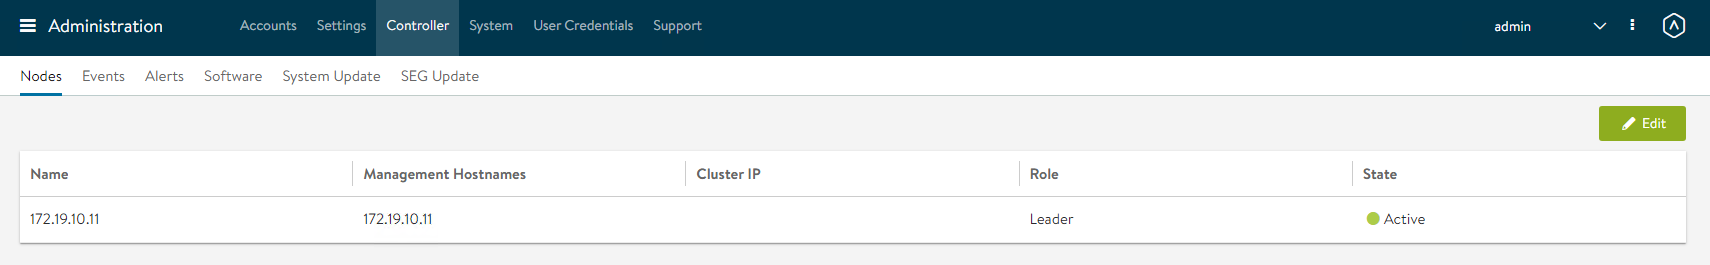 Administration Accounts Settings Controller System User Credentials Support admin
Nodes Events Alerts Software System Update SEG Update
Edit
Name Management Hostnames Cluster IP Role State
172.19.10.11 172.19.10.11 Leader Active